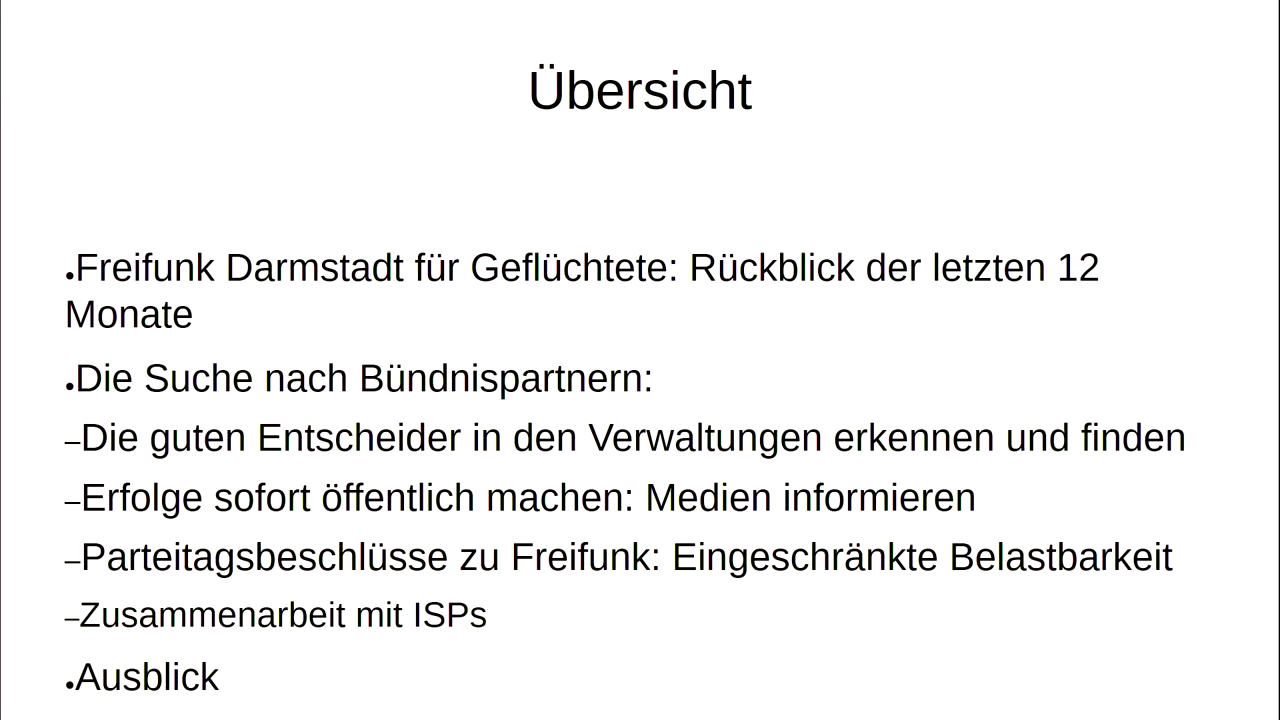 Übersicht
•Freifunk Darmstadt für Geflüchtete: Rückblick der letzten 12
Monate
•Die Suche nach Bündnispartnern:
–Die guten Entscheider in den Verwaltungen erkennen und finden
–Erfolge sofort öffentlich machen: Medien informieren
–Parteitagsbeschlüsse zu Freifunk: Eingeschränkte Belastbarkeit
–Zusammenarbeit mit ISPs
•Ausblick